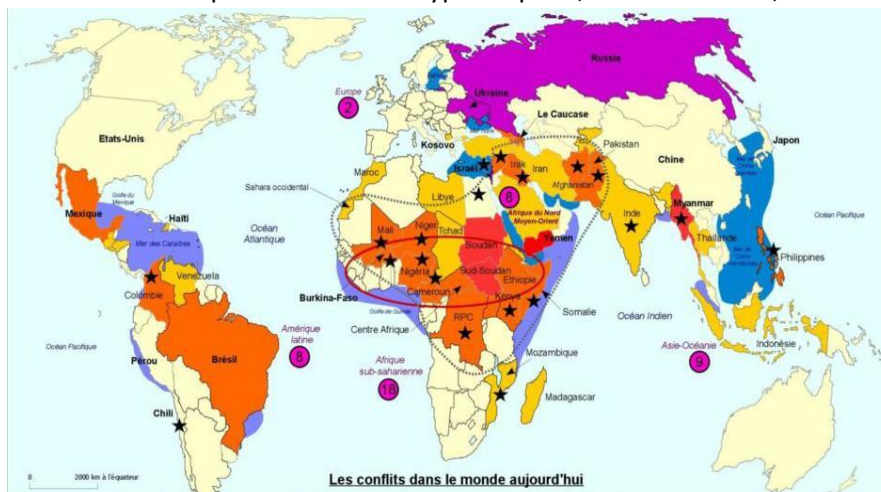 Russie
Europe
2
Ukraine
Le Caucase
Etats-Unis
Kosovo
Pakistan
Japon
Israël
Irak
Iran
Chine
Maroc
Afghanistan
Sahara occidental
Libye
8
Golfe du
Mexique
Mexique
Haïti
Océan
Atlantique
Afrique du Nord
Moyen-Orient
Inde
Myanmar
Océan Pacifique
Mali
Niger
Tchad
Soudan
Yémen
Mer des Caraïbes
Thaïlande
Mer de
Chine
Philippines
Venezuela
Nigéria
Sud-Soudan
Ethiopie
Colombie
Burkina-Faso
Cameroun
Kenya
Somalie
Golfe de Guinée
RPC
Océan Indien
Indonésie
Centre Afrique
Amérique
latine
8
Océan Pacifique
Pérou
Brésil
Afrique
sub-saharienne
18
Asie-Océanie
9
Mozambique
Madagascar
Chili
0
2000 km à l'équateur
Les conflits dans le monde aujourd'hui